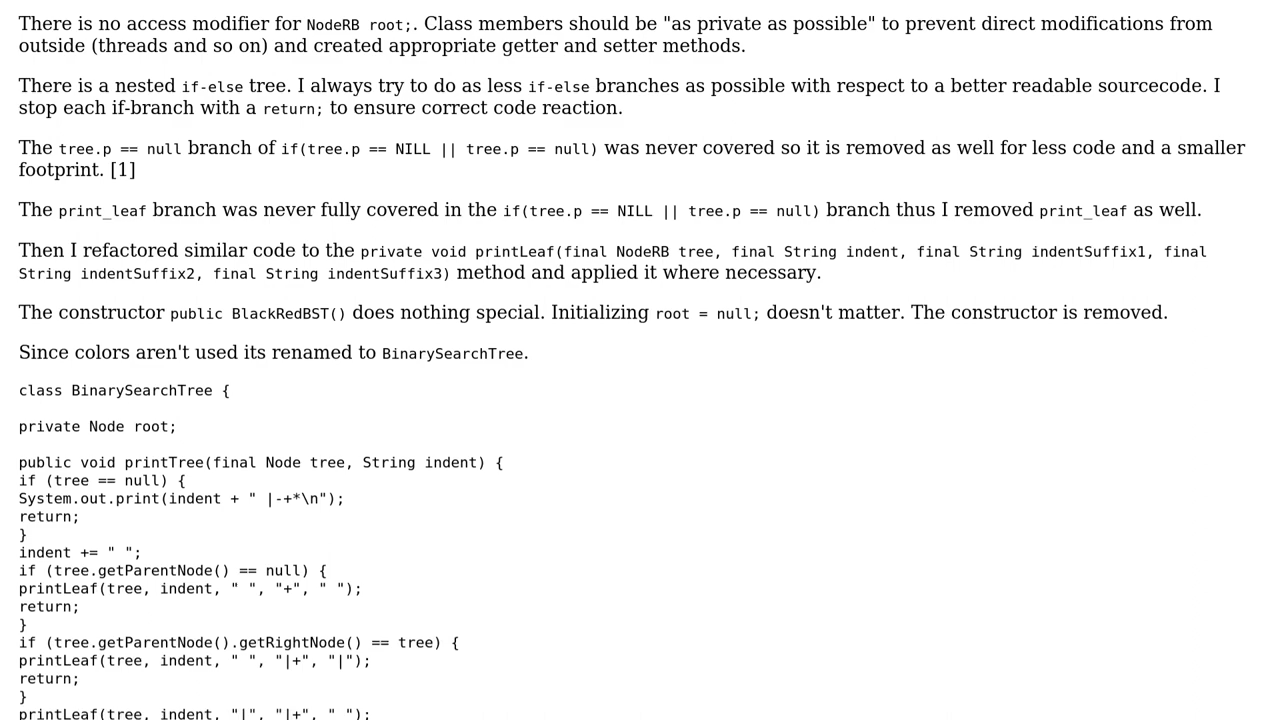 There is no access modifier for NodeRB root;. Class members should be "as private as possible" to prevent direct modifications from
outside (threads and so on) and created appropriate getter and setter methods.
There is a nested if-else tree. I always try to do as less if-else branches as possible with respect to a better readable sourcecode. I
stop each if-branch with a return; to ensure correct code reaction.
The tree.p == null branch of if(tree.p == NILL || tree.p == null) was never covered so it is removed as well for less code and a smaller
footprint. [1]
The print_leaf branch was never fully covered in the if(tree.p == NILL || tree.p == null) branch thus I removed print_leaf as well.
Then I refactored similar code to the private void printLeaf(final NodeRB tree, final String indent, final String indentSuffix1, final
String indentSuffix2, final String indentSuffix3) method and applied it where necessary.
The constructor public BlackRedBST() does nothing special. Initializing root = null; doesn't matter. The constructor is removed.
Since colors aren't used its renamed to BinarySearchTree.
class BinarySearchTree {
private Node root;
public void printTree(final Node tree, String indent) {
if (tree == null) {
System.out.print(indent + " |-+*\n");
return;
}
indent += " ";
if (tree.getParentNode() == null) {
printLeaf(tree, indent, " ", "+", " ");
return;
}
if (tree.getParentNode().getRightNode() == tree) {
printLeaf(tree, indent, " ", "|+", "|");
return;
}
printLeaf(tree, indent, "|", "|+", " ");